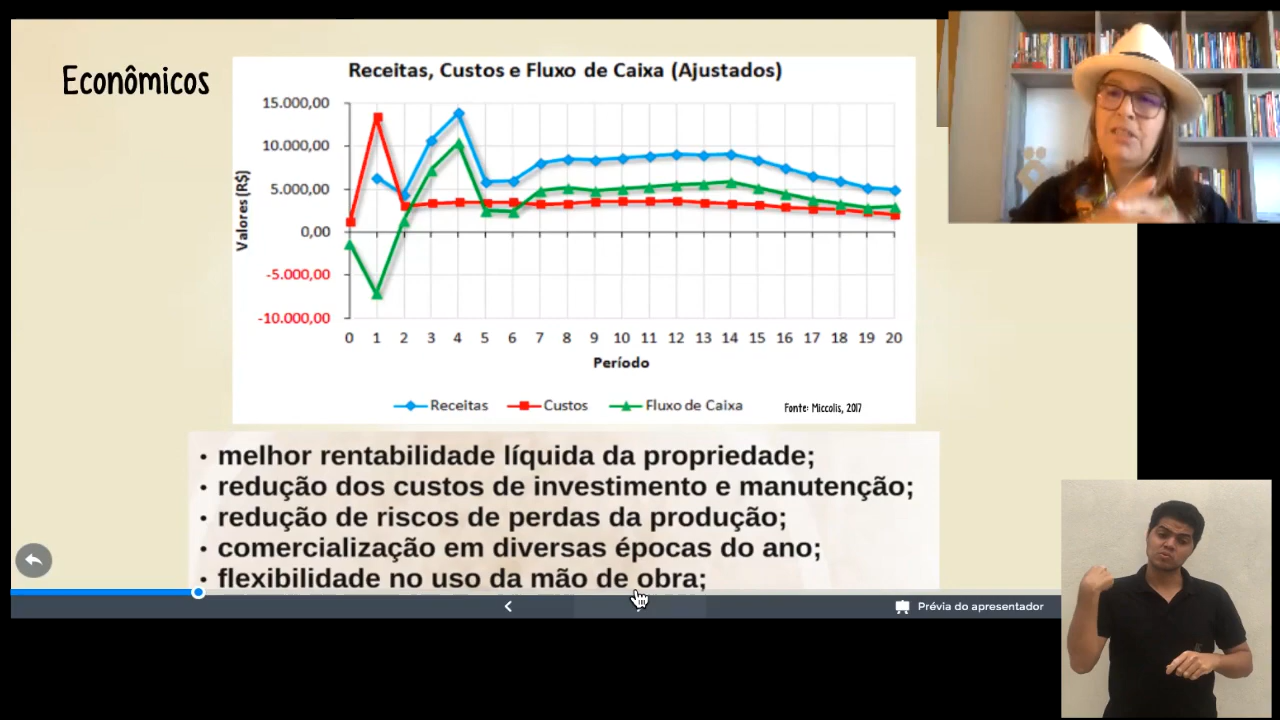 Econômicos
Receitas, Custos e Fluxo de Caixa (Ajustados)
15.000,00
10.000,00
5.000,00
0,00
-5.000,00
-10.000,00
Valores (R$)
0 1 2 3 4 5 6 7 8 9 10 11 12 13 14 15 16 17 18 19 20
Período
Receitas Custos Fluxo de Caixa
Fonte: Miccolis, 2017
• melhor rentabilidade líquida da propriedade;
• redução dos custos de investimento e manutenção;
• redução de riscos de perdas da produção;
• comercialização em diversas épocas do ano;
• flexibilidade no uso da mão de obra;
Prévia do apresentador